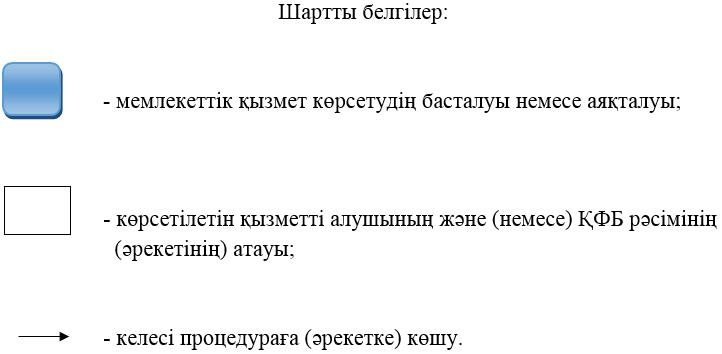 Шартты белгілер:
- мемлекеттік қызмет көрсетудің басталуы немесе аяқталуы;
- көрсетілетін қызметті алушының және (немесе) ҚФБ рәсімінің
(әрекетінің) атауы;
- келесі процедураға (әрекетке) көшу.